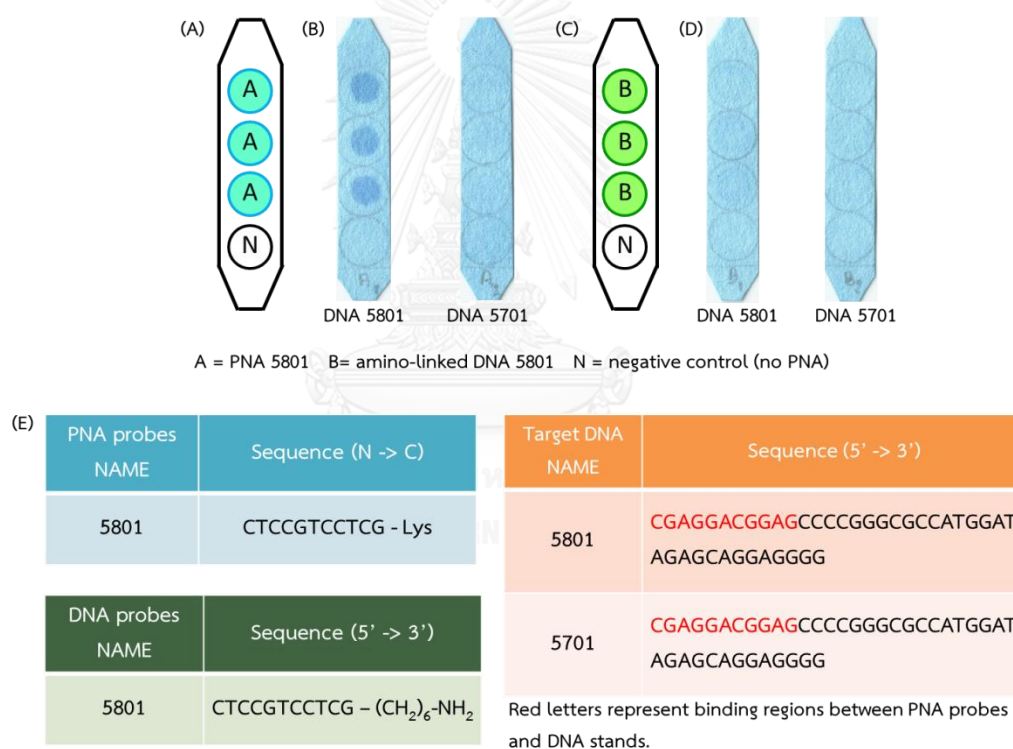 (A)
(B)
(C)
(D)
A
A
A
N
B
B
B
N
DNA 5801
DNA 5701
DNA 5801
DNA 5701
A = PNA 5801 B= amino-linked DNA 5801 N = negative control (no PNA)
(E)
PNA probes
NAME
Sequence (N -> C)
5801
CTCCGTCCTCG - Lys
DNA probes
NAME
Sequence (5’ -> 3’)
5801
CTCCGTCCTCG – (CH₂)₆-NH₂
Target DNA
NAME
Sequence (5’ -> 3’)
5801
CGAGGACGGAGCCCCGGGCGCCATGGAT
AGAGCAGGAGGGG
5701
CGAGGACGGAGCCCCGGGCGCCATGGAT
AGAGCAGGAGGGG
Red letters represent binding regions between PNA probes
and DNA stands.